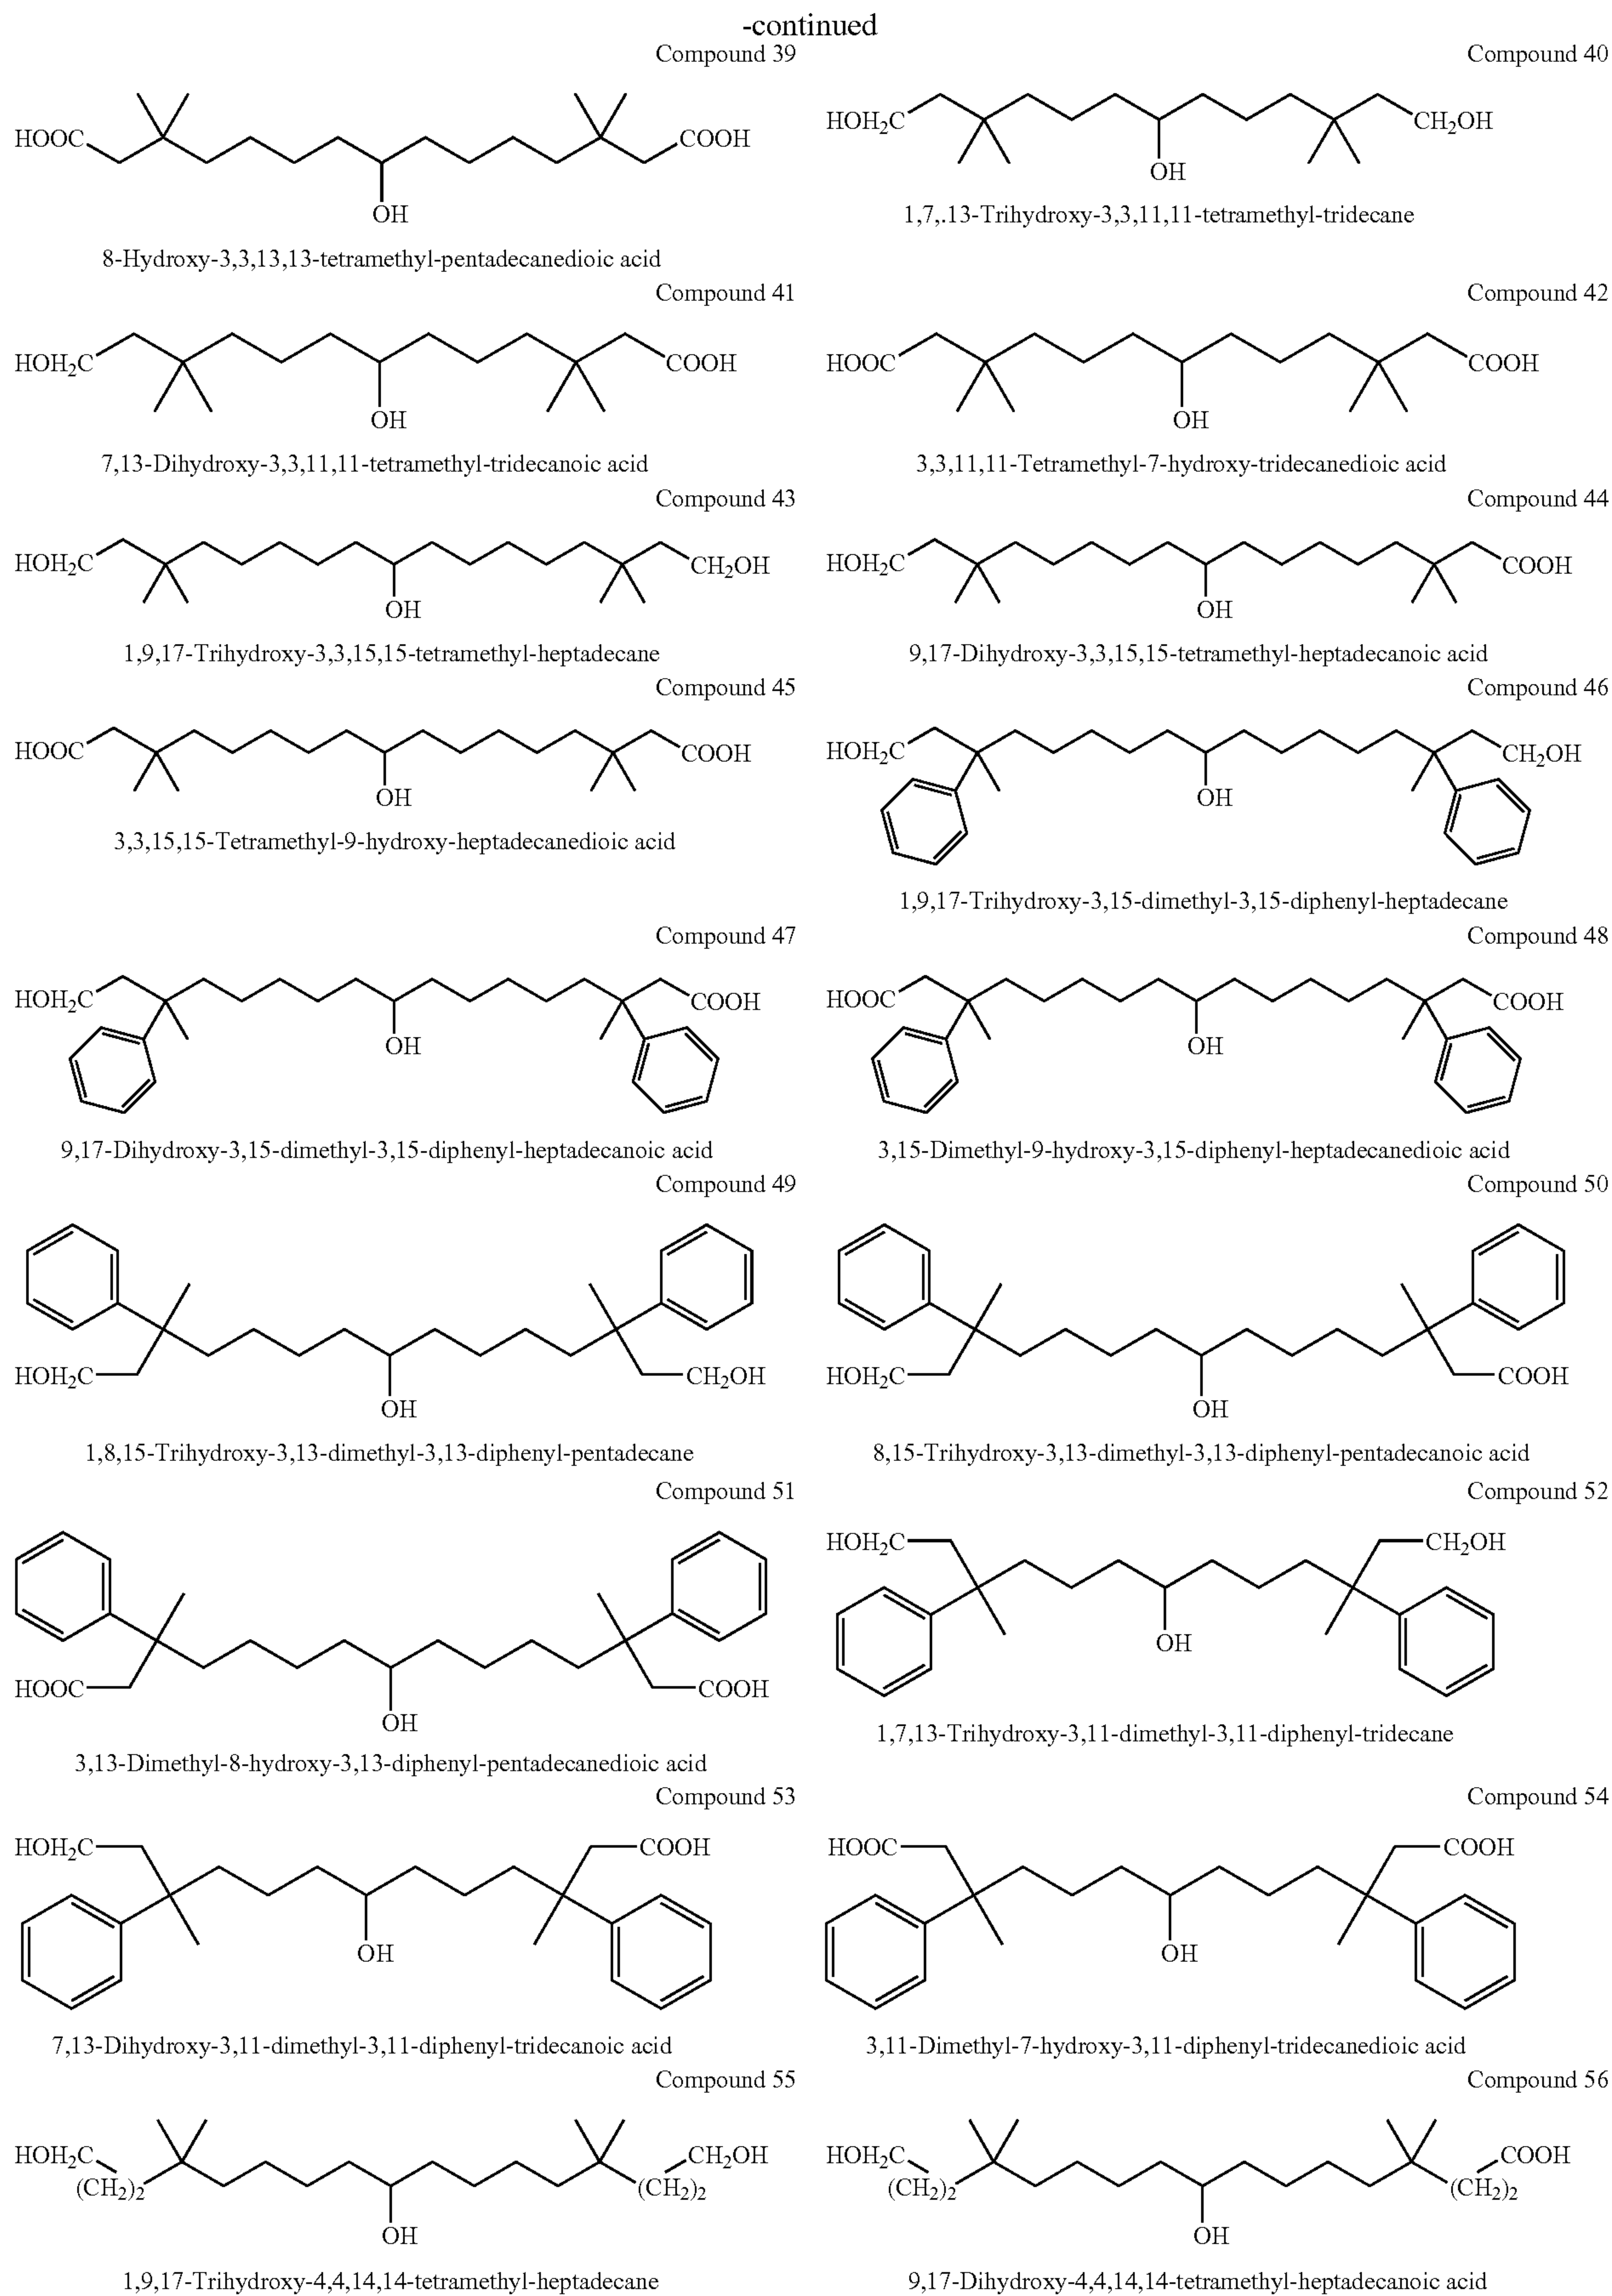 -continued
Compound 39
HOOC COOH
OH
8-Hydroxy-3,3,13,13-tetramethyl-pentadecanedioic acid
Compound 40
HOH₂C CH₂OH
OH
1,7,.13-Trihydroxy-3,3,11,11-tetramethyl-tridecane
Compound 41
HOH₂C COOH
OH
7,13-Dihydroxy-3,3,11,11-tetramethyl-tridecanoic acid
Compound 42
HOOC COOH
OH
3,3,11,11-Tetramethyl-7-hydroxy-tridecanedioic acid
Compound 43
HOH₂C CH₂OH
OH
1,9,17-Trihydroxy-3,3,15,15-tetramethyl-heptadecane
Compound 44
HOH₂C COOH
OH
9,17-Dihydroxy-3,3,15,15-tetramethyl-heptadecanoic acid
Compound 45
HOOC COOH
OH
3,3,15,15-Tetramethyl-9-hydroxy-heptadecanedioic acid
Compound 46
HOH₂C CH₂OH
OH
1,9,17-Trihydroxy-3,15-dimethyl-3,15-diphenyl-heptadecane
Compound 47
HOH₂C COOH
OH
9,17-Dihydroxy-3,15-dimethyl-3,15-diphenyl-heptadecanoic acid
Compound 48
HOOC COOH
OH
3,15-Dimethyl-9-hydroxy-3,15-diphenyl-heptadecanedioic acid
Compound 49
HOH₂C CH₂OH
OH
1,8,15-Trihydroxy-3,13-dimethyl-3,13-diphenyl-pentadecane
Compound 50
HOH₂C COOH
OH
8,15-Trihydroxy-3,13-dimethyl-3,13-diphenyl-pentadecanoic acid
Compound 51
HOOC COOH
OH
3,13-Dimethyl-8-hydroxy-3,13-diphenyl-pentadecanedioic acid
Compound 52
HOH₂C CH₂OH
OH
1,7,13-Trihydroxy-3,11-dimethyl-3,11-diphenyl-tridecane
Compound 53
HOH₂C COOH
OH
7,13-Dihydroxy-3,11-dimethyl-3,11-diphenyl-tridecanoic acid
Compound 54
HOOC COOH
OH
3,11-Dimethyl-7-hydroxy-3,11-diphenyl-tridecanedioic acid
Compound 55
HOH₂C CH₂OH
(CH₂)₂ (CH₂)₂
OH
1,9,17-Trihydroxy-4,4,14,14-tetramethyl-heptadecane
Compound 56
HOH₂C COOH
(CH₂)₂ (CH₂)₂
OH
9,17-Dihydroxy-4,4,14,14-tetramethyl-heptadecanoic acid